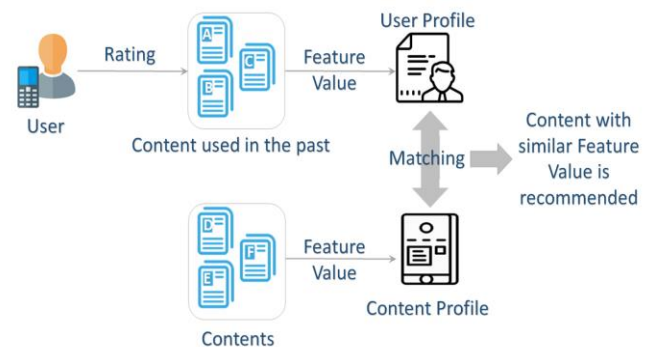 User Profile
A
C
B
Rating
Feature
Value
User
Content used in the past
Matching
Content with
similar Feature
Value is
recommended
D
F
E
Feature
Value
Content Profile
Contents